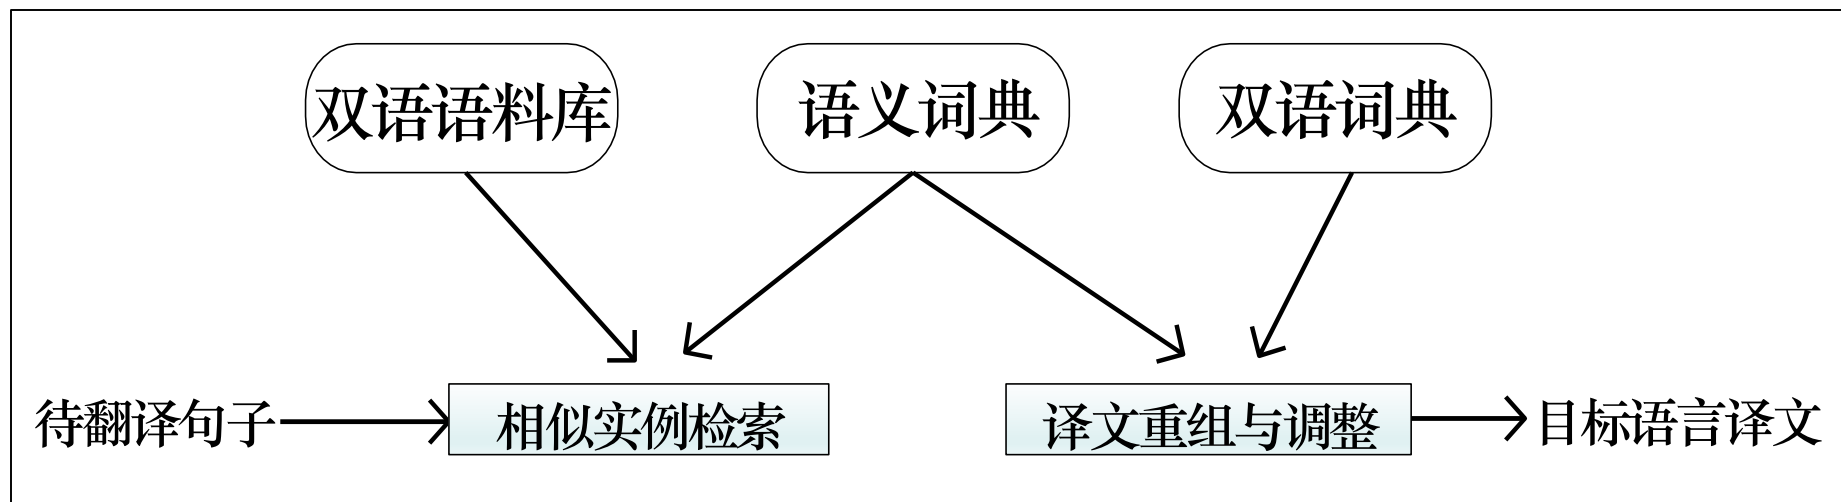 双语语料库
语义词典
双语词典
待翻译句子
相似实例检索
译文重组与调整
目标语言译文